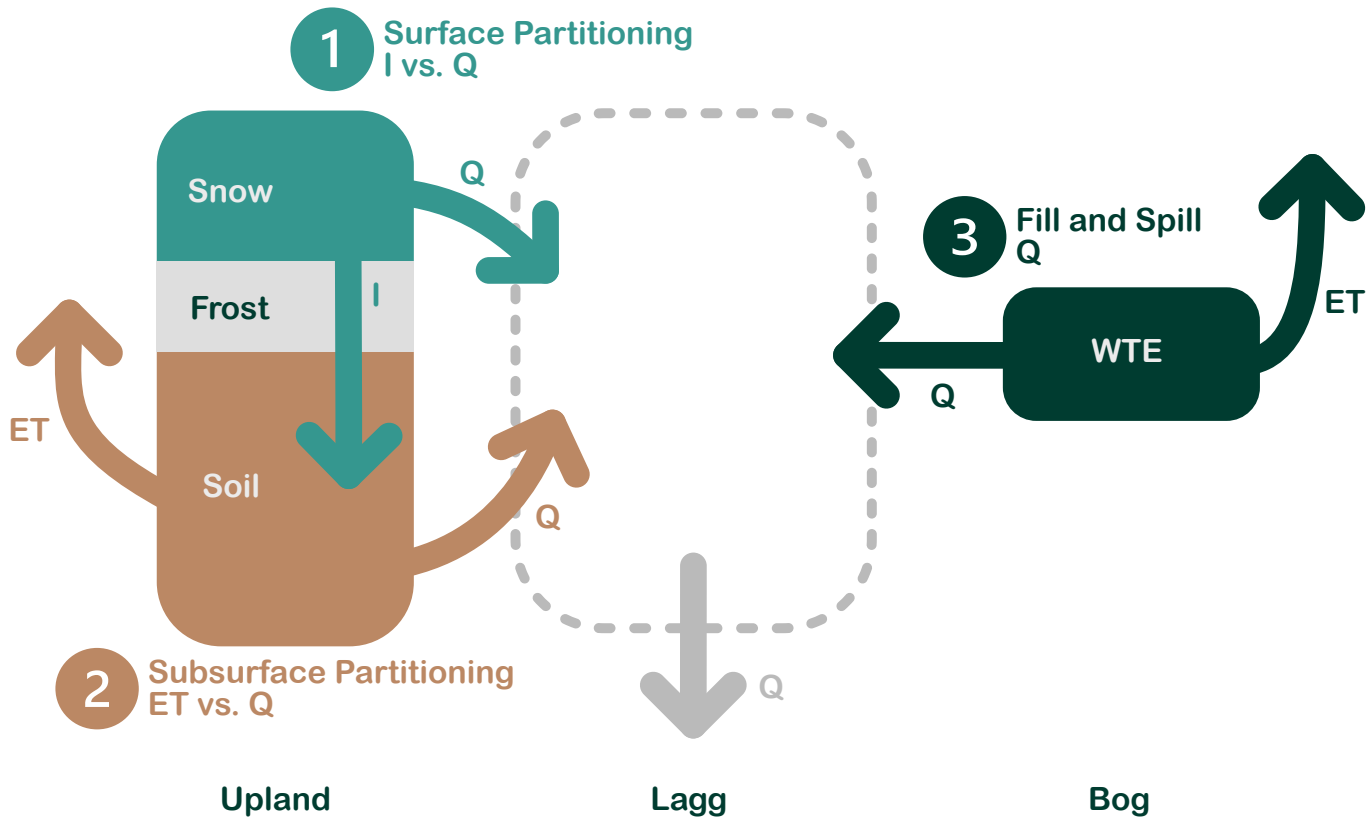 1
Surface Partitioning
I vs. Q
Snow
Q
Frost
I
ET
Soil
Q
2
Subsurface Partitioning
ET vs. Q
Q
3
Fill and Spill
Q
ET
WTE
Q
Upland
Lagg
Bog